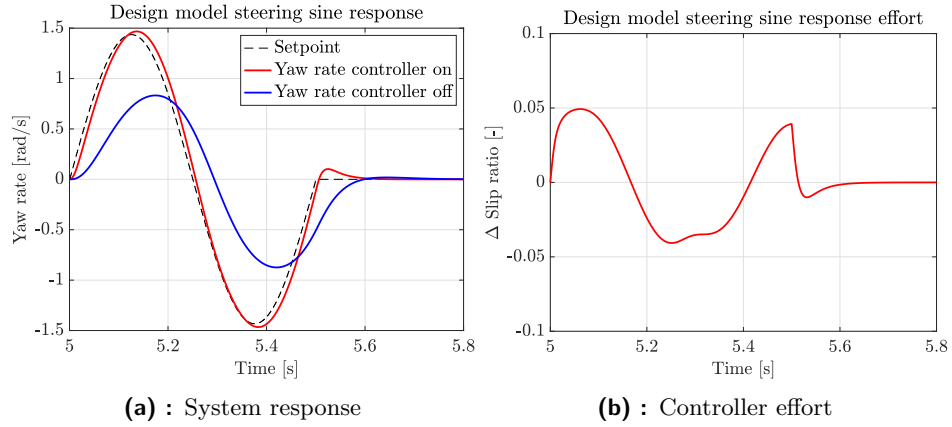 Design model steering sine response
1.5
1
0.5
0
-0.5
-1
-1.5
Yaw rate [rad/s]
Setpoint
Yaw rate controller on
Yaw rate controller off
5
5.2
5.4
5.6
5.8
Time [s]
(a) : System response
Design model steering sine response effort
0.1
0.05
0
-0.05
-0.1
Δ Slip ratio [-]
5
5.2
5.4
5.6
5.8
Time [s]
(b) : Controller effort